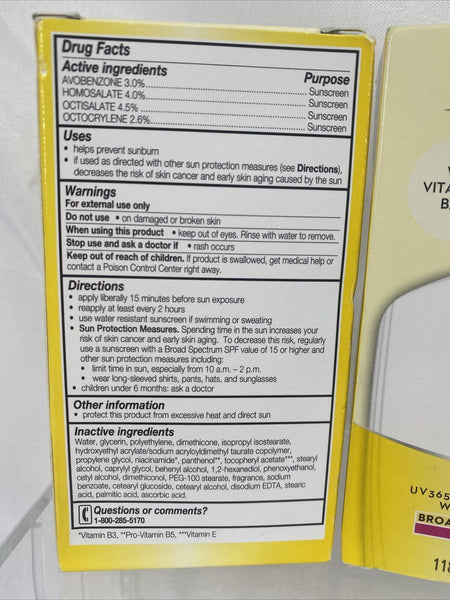 Drug Facts
Active ingredients Purpose
AVOBENZONE 3.0% Sunscreen
HOMOSALATE 4.0% Sunscreen
OCTISALATE 4.5% Sunscreen
OCTOCRYLENE 2.6% Sunscreen
Uses
• helps prevent sunburn
• if used as directed with other sun protection measures (see Directions),
decreases the risk of skin cancer and early skin aging caused by the sun
Warnings
For external use only
Do not use • on damaged or broken skin
When using this product • keep out of eyes. Rinse with water to remove.
Stop use and ask a doctor if • rash occurs
Keep out of reach of children. If product is swallowed, get medical help or
contact a Poison Control Center right away.
Directions
• apply liberally 15 minutes before sun exposure
• reapply at least every 2 hours
• use water resistant sunscreen if swimming or sweating
• Sun Protection Measures. Spending time in the sun increases your
risk of skin cancer and early skin aging. To decrease this risk, regularly
use a sunscreen with a Broad Spectrum SPF value of 15 or higher and
other sun protection measures including:
• limit time in sun, especially from 10 a.m. – 2 p.m.
• wear long-sleeved shirts, pants, hats, and sunglasses
• children under 6 months: ask a doctor
Other information
• protect this product from excessive heat and direct sun
Inactive ingredients
Water, glycerin, polyethylene, dimethicone, isopropyl isostearate,
hydroxyethyl acrylate/sodium acryloyldimethyl taurate copolymer,
propylene glycol, niacinamide*, panthenol**, tocopheryl acetate***, stearyl
alcohol, caprylyl glycol, behenyl alcohol, 1,2-hexanediol, phenoxyethanol,
cetyl alcohol, dimethiconol, PEG-100 stearate, fragrance, sodium
benzoate, cetearyl glucoside, cetearyl alcohol, disodium EDTA, stearic
acid, palmitic acid, ascorbic acid.
Questions or comments?
1-800-285-5170
*Vitamin B3, **Pro-Vitamin B5, ***Vitamin E
VITA
B
UV365
W
BROA
118